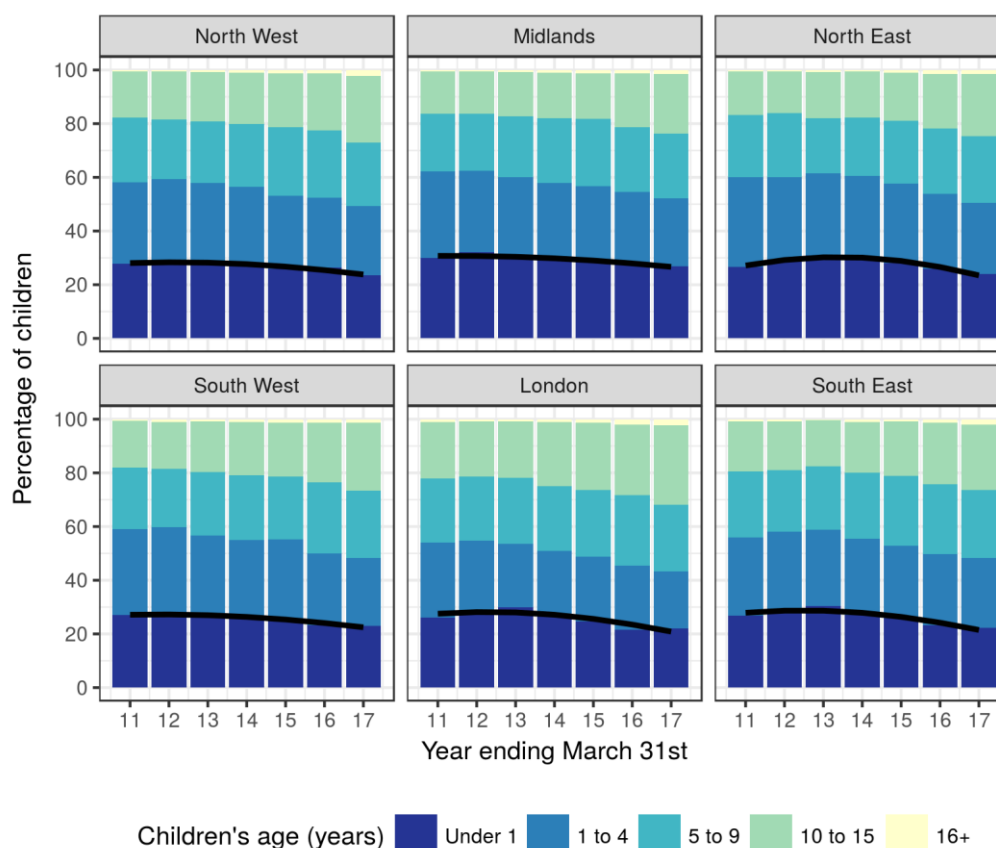 North West Midlands North East
100
80
60
40
20
0
South West London South East
100
80
60
40
20
0
11 12 13 14 15 16 17 11 12 13 14 15 16 17 11 12 13 14 15 16 17
Percentage of children
Year ending March 31st
Children's age (years) Under 1 1 to 4 5 to 9 10 to 15 16+